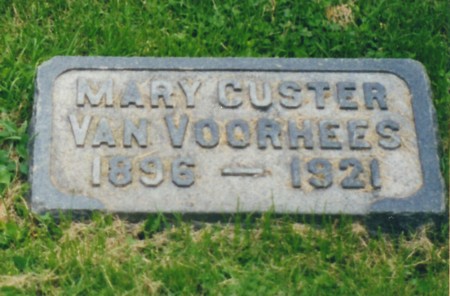 MARY CUSTER
VAN VOORHEES
1896 — 1921